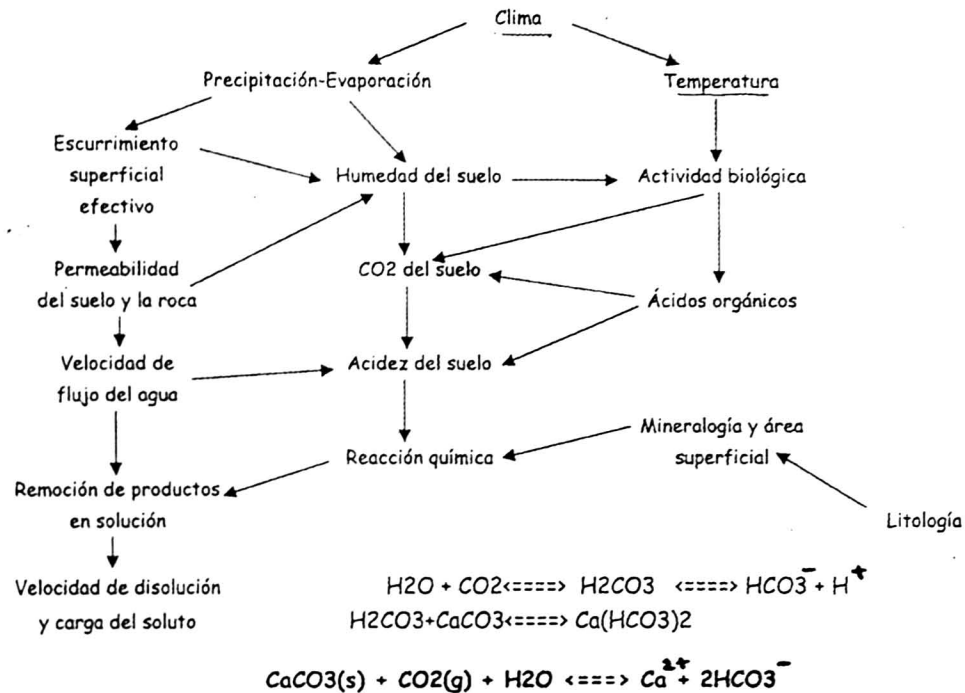 Clima
Precipitación-Evaporación
Temperatura
Escurrimiento
superficial
efectivo
Humedad del suelo
Actividad biológica
Permeabilidad
del suelo y la roca
CO2 del suelo
Ácidos orgánicos
Velocidad de
flujo del agua
Acidez del suelo
Mineralogía y área
superficial
Reacción química
Remoción de productos
en solución
Litología
Velocidad de disolución
y carga del soluto
H2O + CO2<====> H2CO3 <====> HCO3⁻ + H⁺
H2CO3+CaCO3<====> Ca(HCO3)2
CaCO3(s) + CO2(g) + H2O <===> Ca²⁺ + 2HCO3⁻